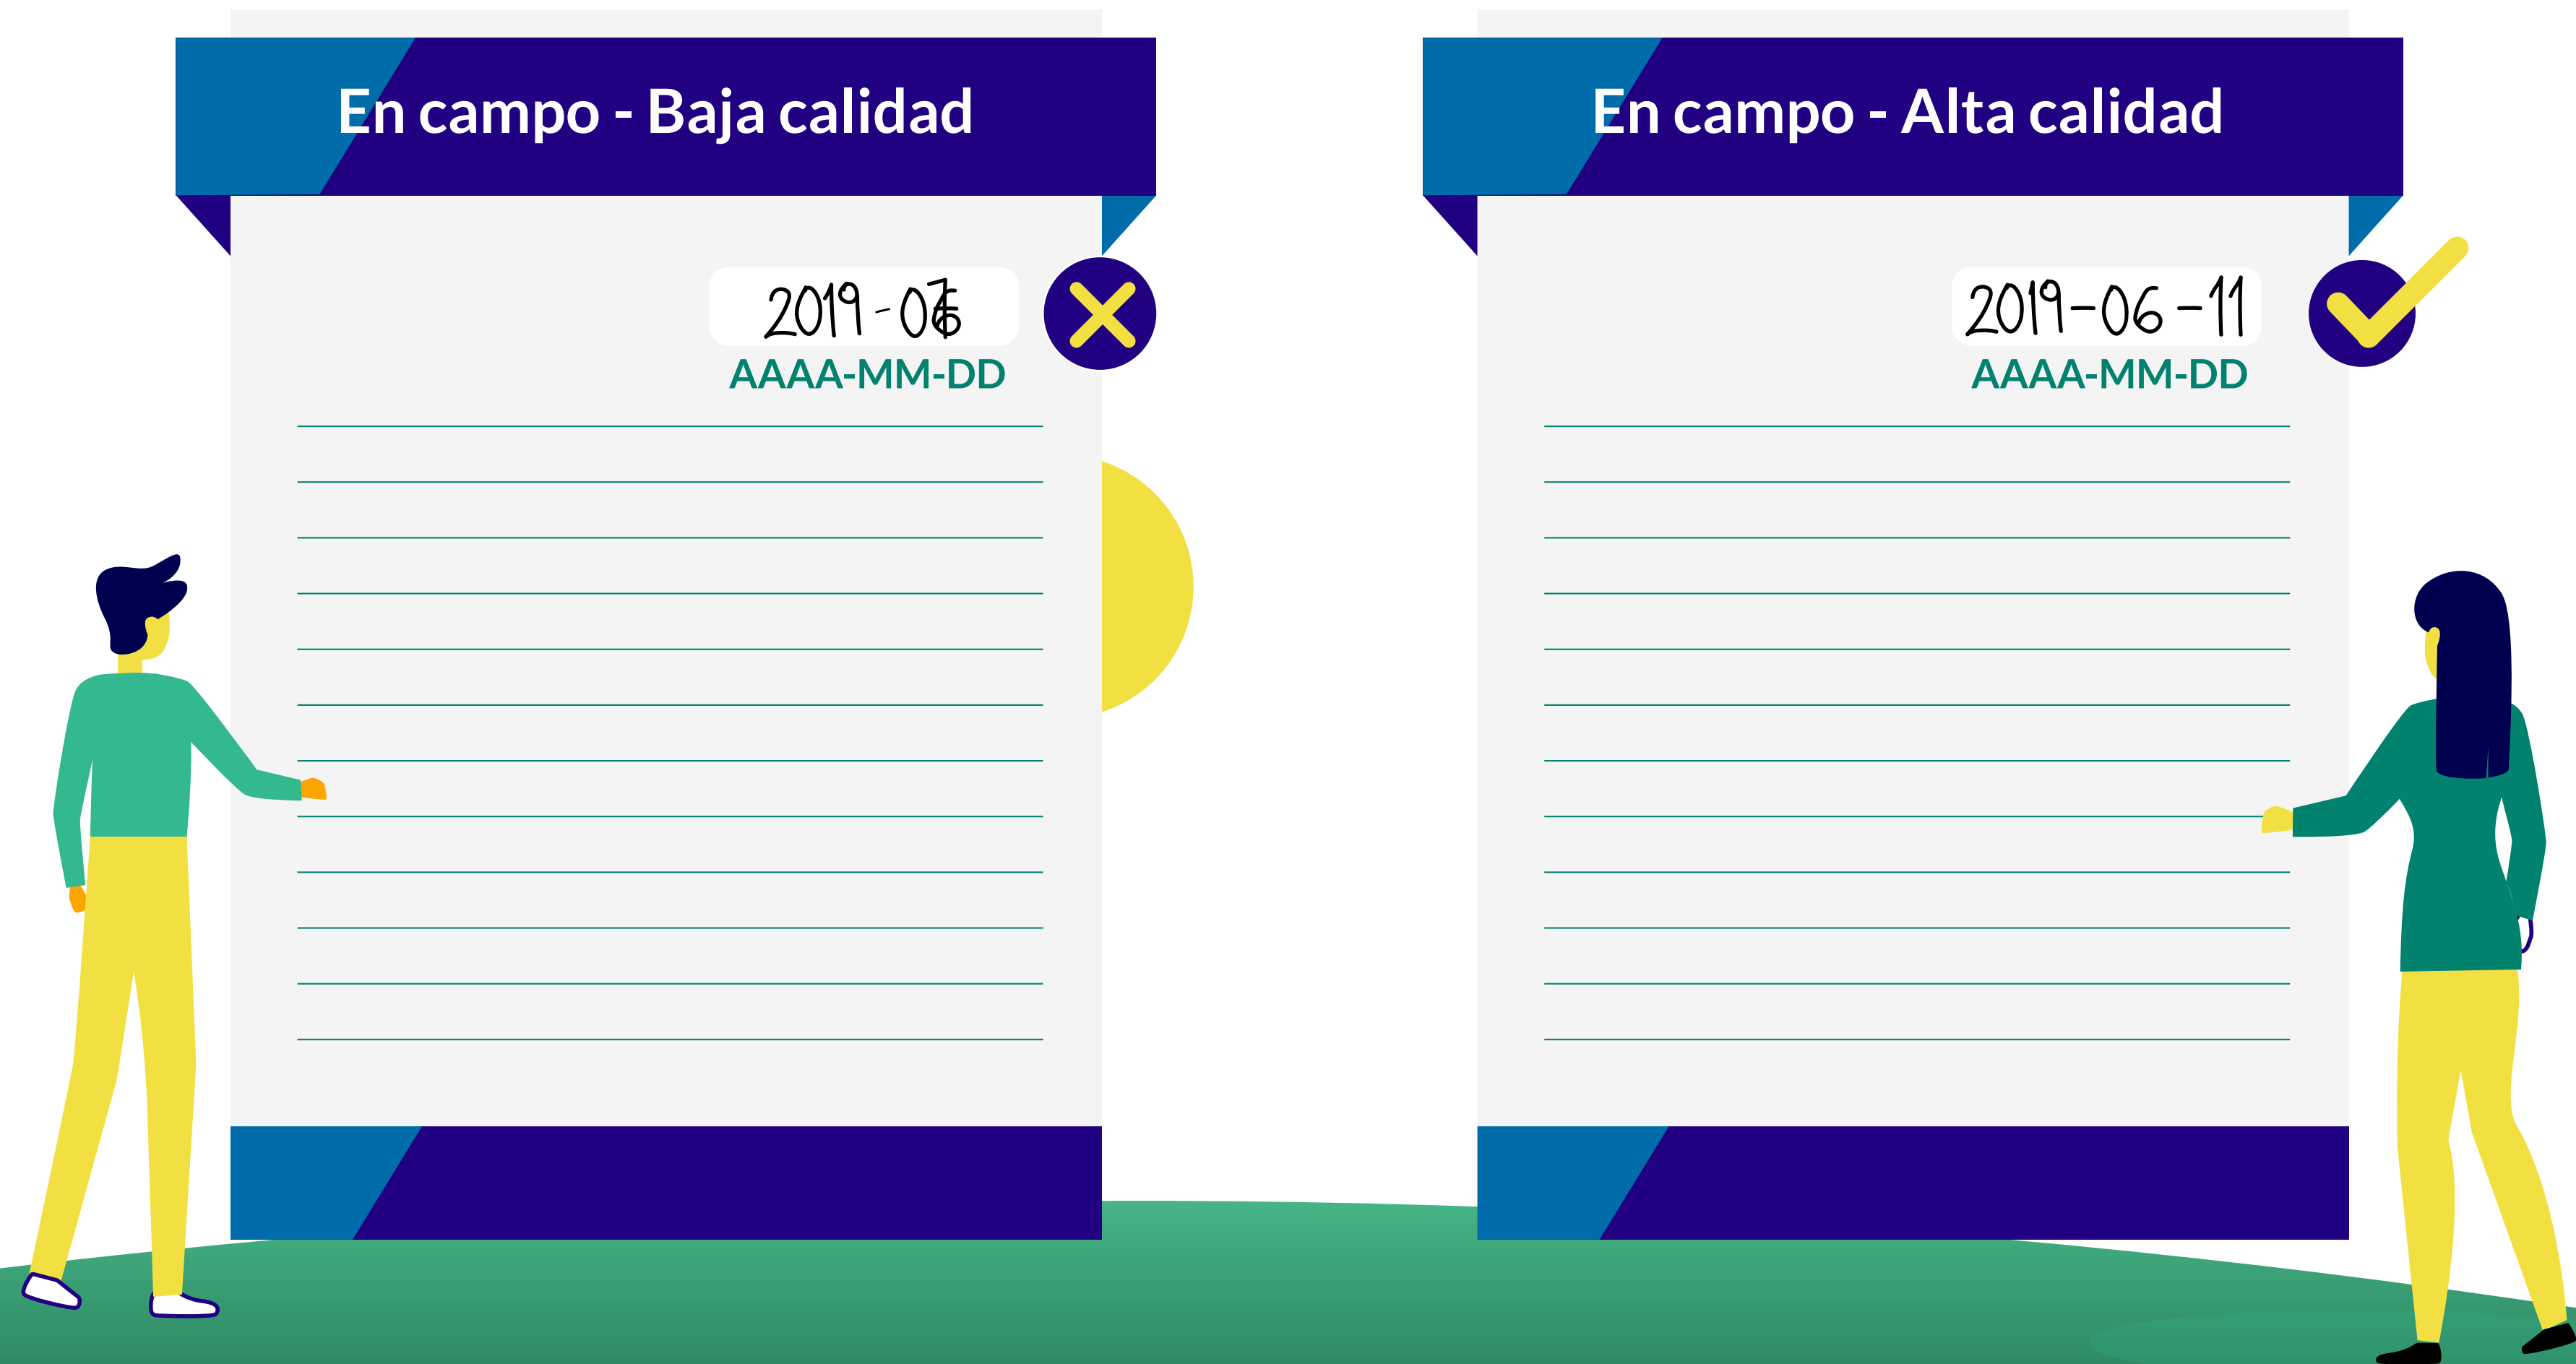 En campo - Baja calidad
2019-0
AAAA-MM-DD
En campo - Alta calidad
2019-06-11
AAAA-MM-DD